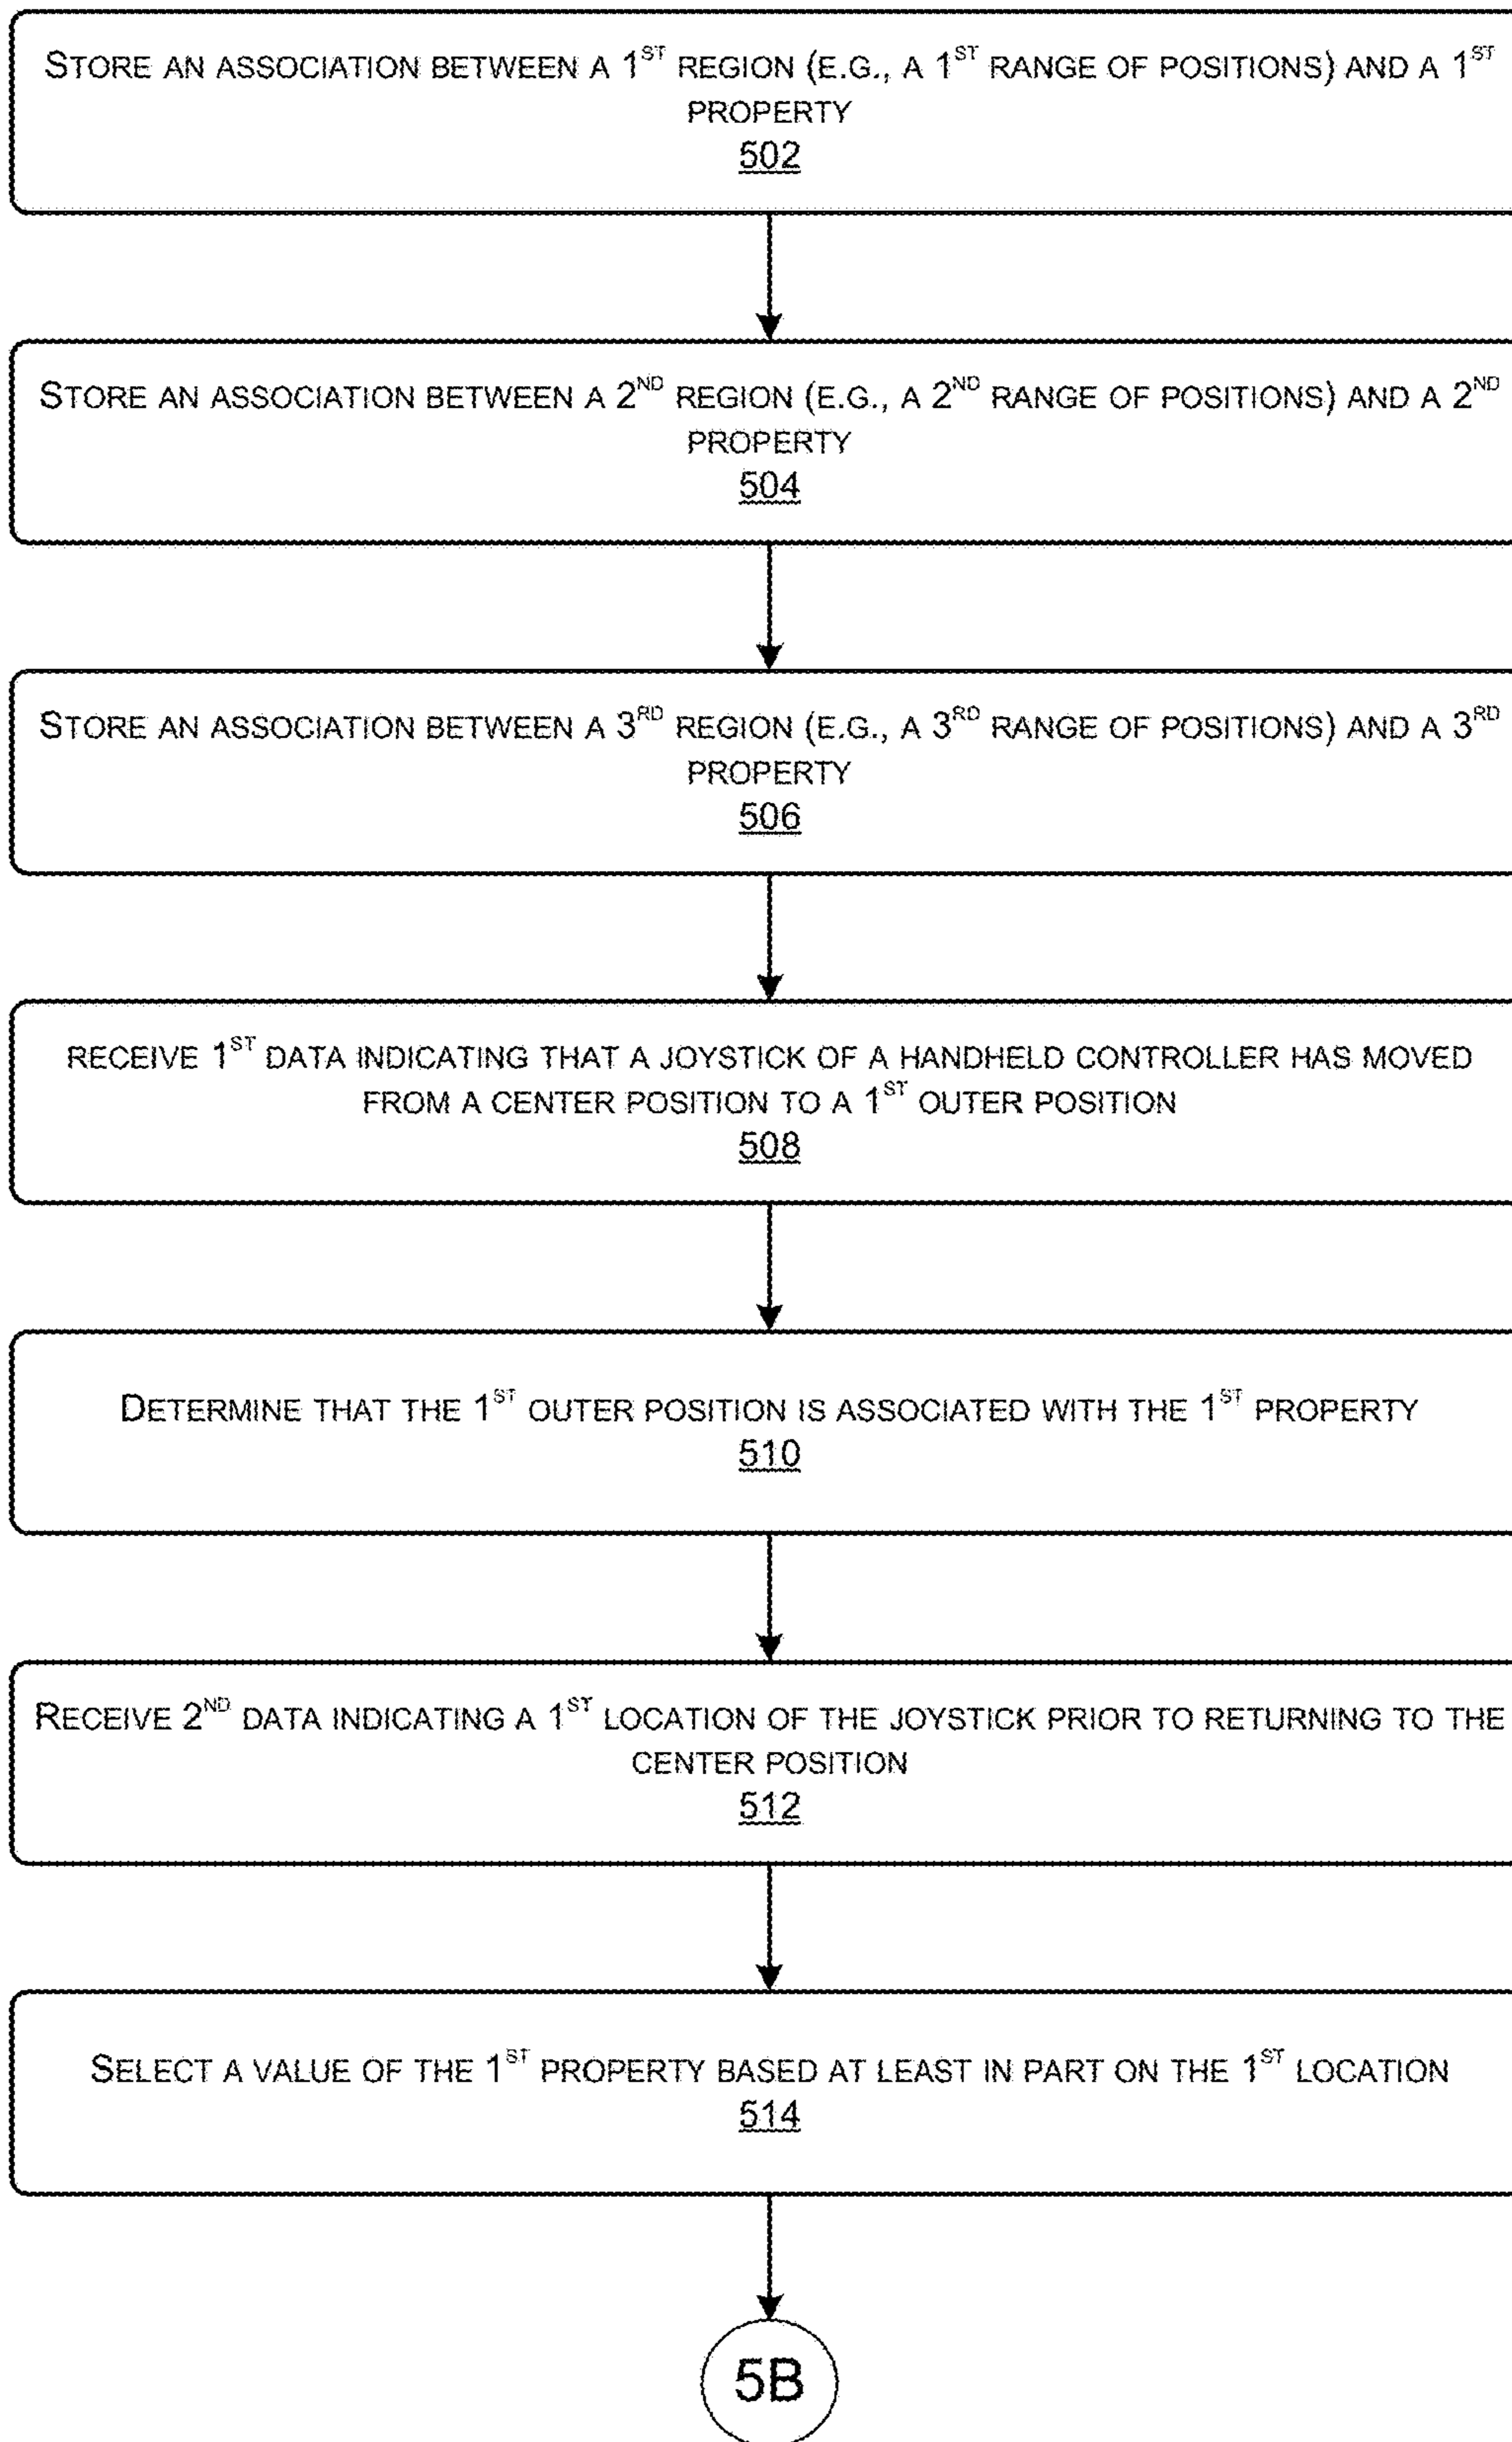 STORE AN ASSOCIATION BETWEEN A 1ST REGION (E.G., A 1ST RANGE OF POSITIONS) AND A 1ST
PROPERTY
502
STORE AN ASSOCIATION BETWEEN A 2ND REGION (E.G., A 2ND RANGE OF POSITIONS) AND A 2ND
PROPERTY
504
STORE AN ASSOCIATION BETWEEN A 3RD REGION (E.G., A 3RD RANGE OF POSITIONS) AND A 3RD
PROPERTY
506
RECEIVE 1ST DATA INDICATING THAT A JOYSTICK OF A HANDHELD CONTROLLER HAS MOVED
FROM A CENTER POSITION TO A 1ST OUTER POSITION
508
DETERMINE THAT THE 1ST OUTER POSITION IS ASSOCIATED WITH THE 1ST PROPERTY
510
RECEIVE 2ND DATA INDICATING A 1ST LOCATION OF THE JOYSTICK PRIOR TO RETURNING TO THE
CENTER POSITION
512
SELECT A VALUE OF THE 1ST PROPERTY BASED AT LEAST IN PART ON THE 1ST LOCATION
514
5B